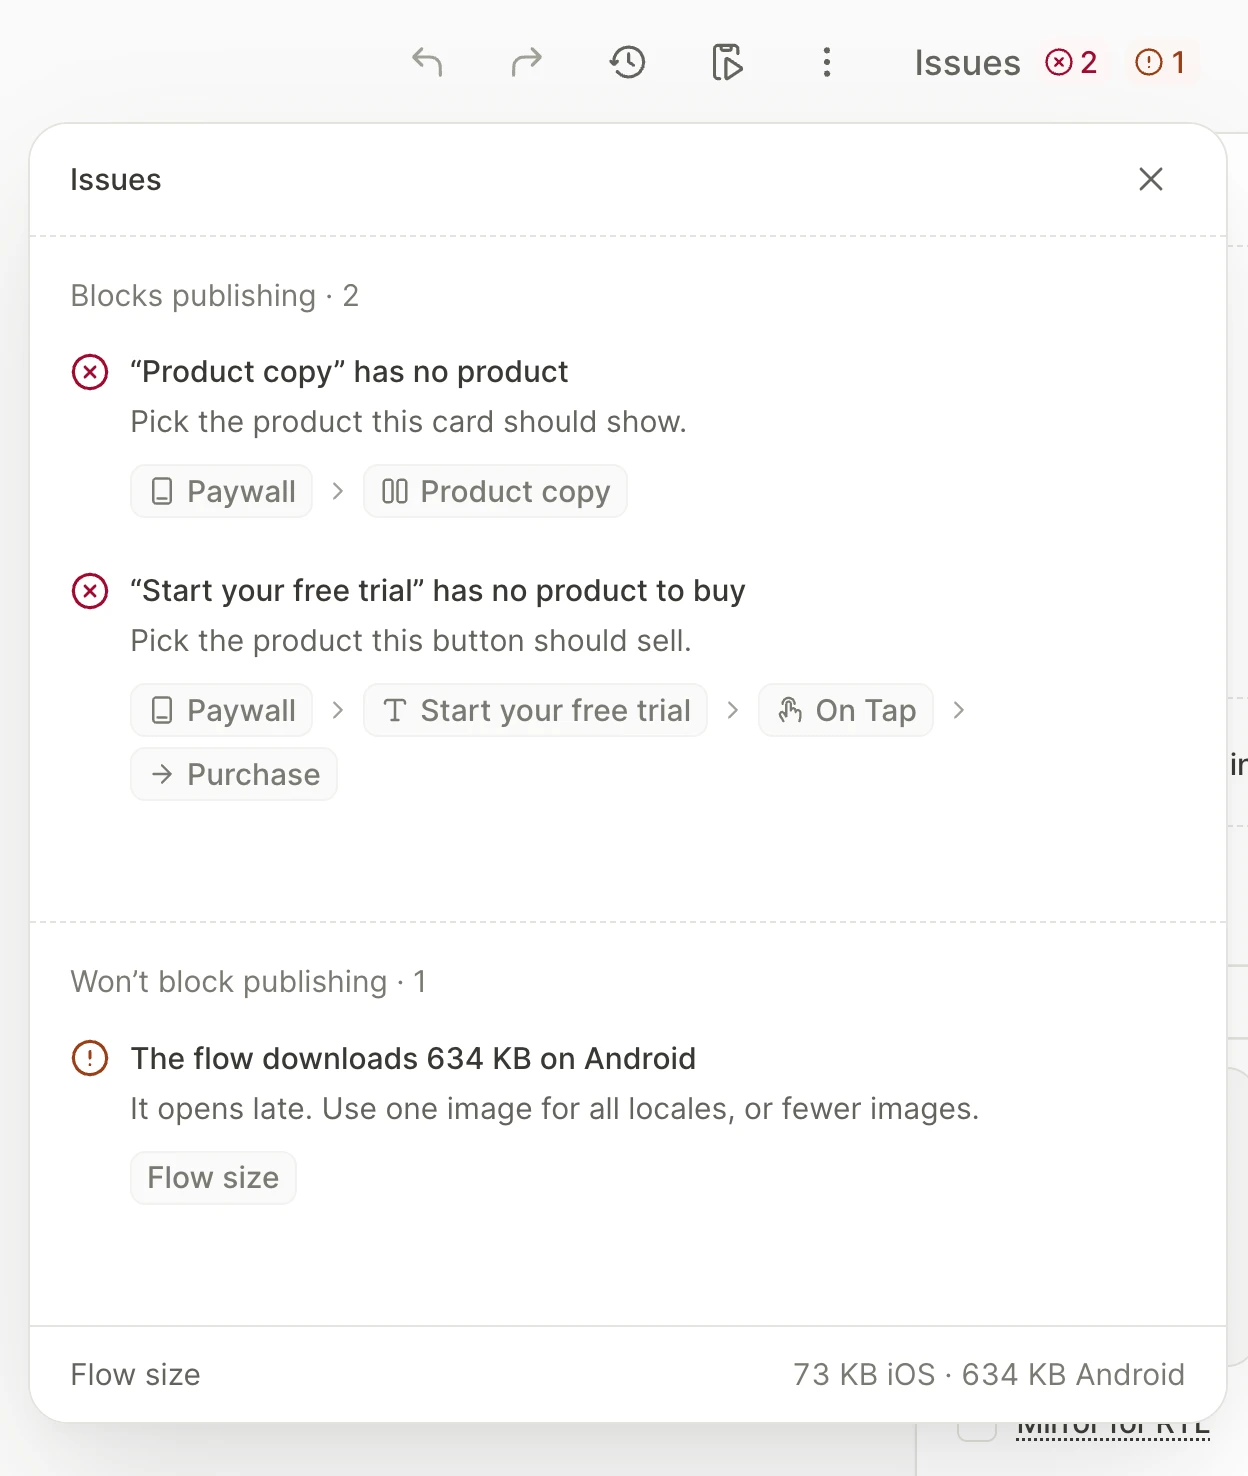 Issues 2 1
Issues
Blocks publishing · 2
“Product copy” has no product
Pick the product this card should show.
Paywall > Product copy
“Start your free trial” has no product to buy
Pick the product this button should sell.
Paywall > Start your free trial > On Tap >
Purchase
Won’t block publishing · 1
The flow downloads 634 KB on Android
It opens late. Use one image for all locales, or fewer images.
Flow size
Flow size 73 KB iOS · 634 KB Android
Mirror for RTL